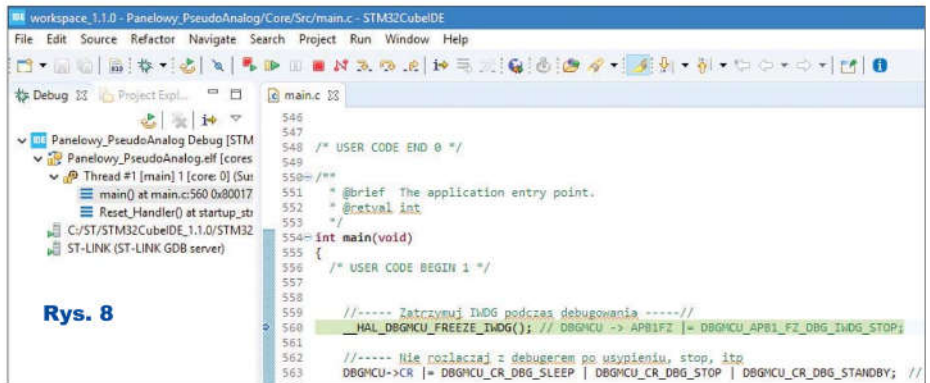 workspace_1.1.0 - Panelowy_PseudoAnalog/Core/Src/main.c - STM32CubeIDE
File Edit Source Refactor Navigate Search Project Run Window Help
Debug Project Expl...
main.c
Panelowy_PseudoAnalog Debug [STM
Panelowy_PseudoAnalog.elf [cores
Thread #1 [main] 1 [core: 0] (Su
main() at main.c:560 0x80017
Reset_Handler() at startup_st
C:/ST/STM32CubeIDE_1.1.0/STM32
ST-LINK (ST-LINK GDB server)
Rys. 8
546
547
548 /* USER CODE END 0 */
549
550 /**
551 * @brief The application entry point.
552 * @retval int
553 */
554 int main(void)
555 {
556 /* USER CODE BEGIN 1 */
557
558
559 //----- Zatrzymuj IWDG podczas debugowania -----//
560 __HAL_DBGMCU_FREEZE_IWDG(); // DBGMCU -> APB1FZ |= DBGMCU_APB1_FZ_DBG_IWDG_STOP;
561
562 //----- Nie rozlaczaj z debugerem po uspieniu, stop, itp
563 DBGMCU->CR |= DBGMCU_CR_DBG_SLEEP | DBGMCU_CR_DBG_STOP | DBGMCU_CR_DBG_STANDBY; //